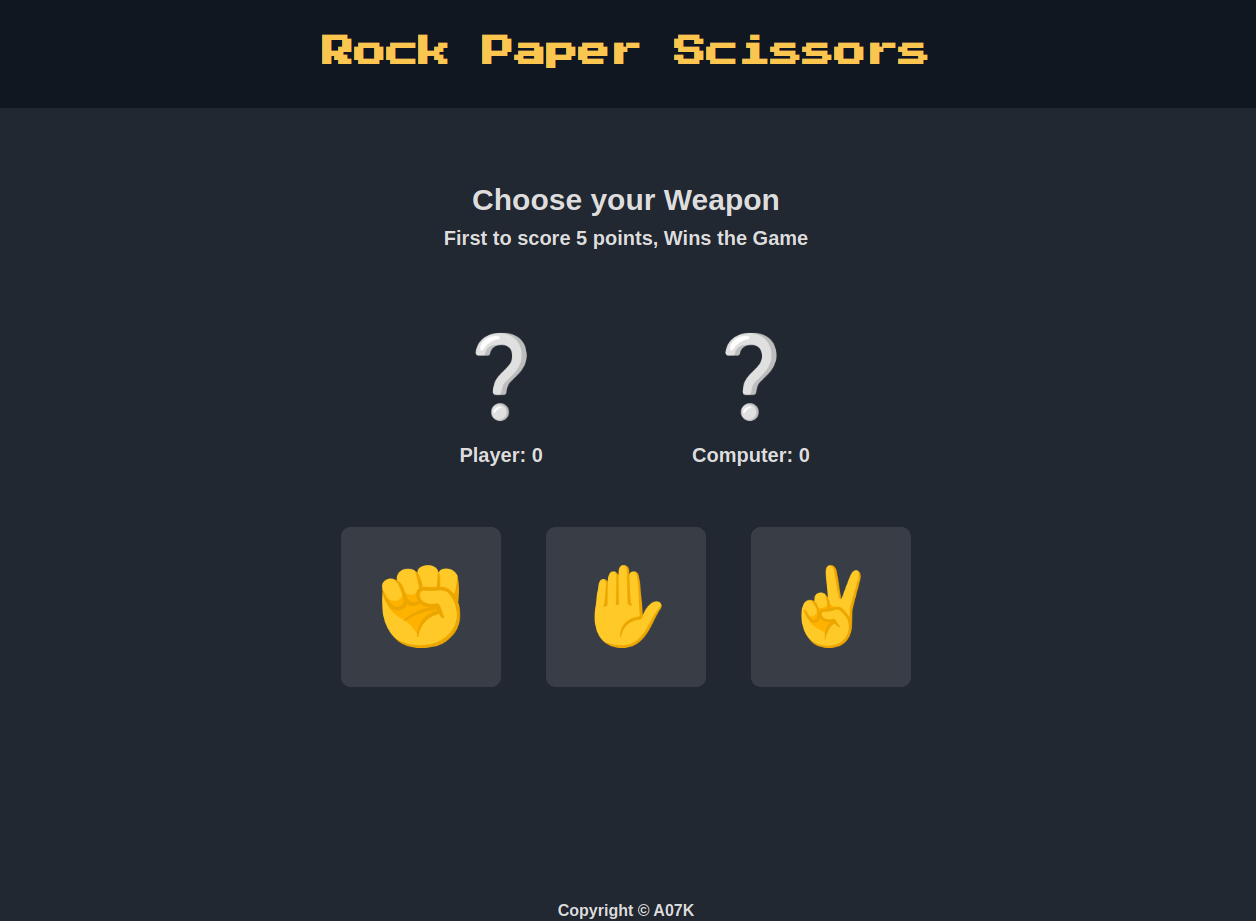 Rock Paper Scissors
Choose your Weapon
First to score 5 points, Wins the Game
Player: 0
Computer: 0
Copyright © A07K